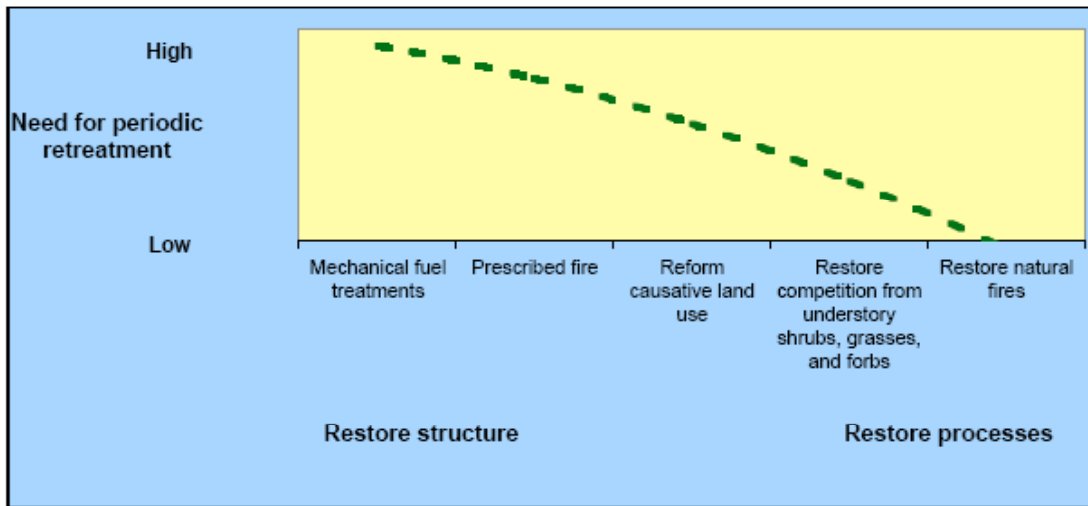 High
Need for periodic
retreatment
Low
Mechanical fuel
treatments
Prescribed fire
Reform
causative land
use
Restore
competition from
understory
shrubs, grasses,
and forbs
Restore natural
fires
Restore structure
Restore processes